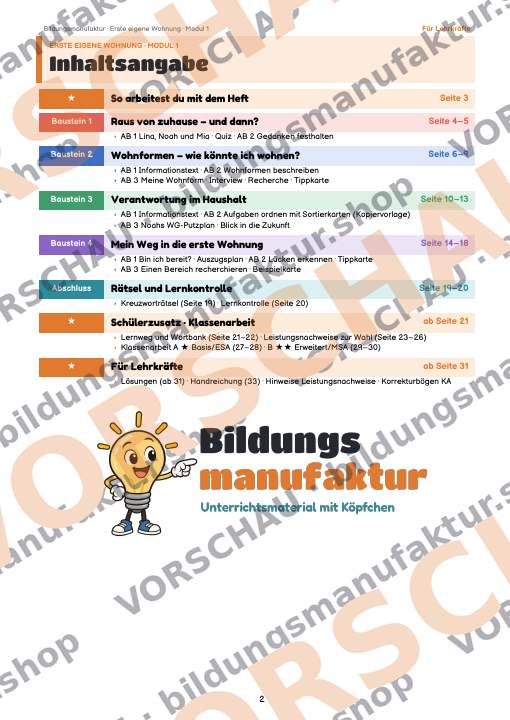 Bildungsmanufaktur · Erste eigene Wohnung · Modul 1
Für Lehrkräfte
ERSTE EIGENE WOHNUNG · MODUL 1
Inhaltsangabe
★ So arbeitest du mit dem Heft Seite 3
Baustein 1 Raus von zuhause – und dann? Seite 4–5
› AB 1 Lina, Noah und Mia · Quiz · AB 2 Gedanken festhalten
Baustein 2 Wohnformen – wie könnte ich wohnen? Seite 6–9
› AB 1 Informationstext · AB 2 Wohnformen beschreiben
› AB 3 Meine Wohnform · Interview · Recherche · Tippkarte
Baustein 3 Verantwortung im Haushalt Seite 10–13
› AB 1 Informationstext · AB 2 Aufgaben ordnen mit Sortierkarten (Kopiervorlage)
› AB 3 Noahs WG-Putzplan · Blick in die Zukunft
Baustein 4 Mein Weg in die erste Wohnung Seite 14–18
› AB 1 Bin ich bereit? · Auszugsplan · AB 2 Lücken erkennen · Tippkarte
› AB 3 Einen Bereich recherchieren · Beispielkarte
Abschluss Rätsel und Lernkontrolle Seite 19–20
› Kreuzworträtsel (Seite 19) · Lernkontrolle (Seite 20)
★ Schülerzusatz · Klassenarbeit ab Seite 21
› Lernweg und Wortbank (Seite 21–22) · Leistungsnachweise zur Wahl (Seite 23–26)
› Klassenarbeit A ★ Basis/ESA (27–28) · B ★★ Erweitert/MSA (29–30)
★ Für Lehrkräfte ab Seite 31
› Lösungen (ab 31) · Handreichung (33) · Hinweise Leistungsnachweise · Korrekturbögen KA
Bildungs
manufaktur
Unterrichtsmaterial mit Köpfchen
VORSCHAU · bildungsmanufaktur.shop
2